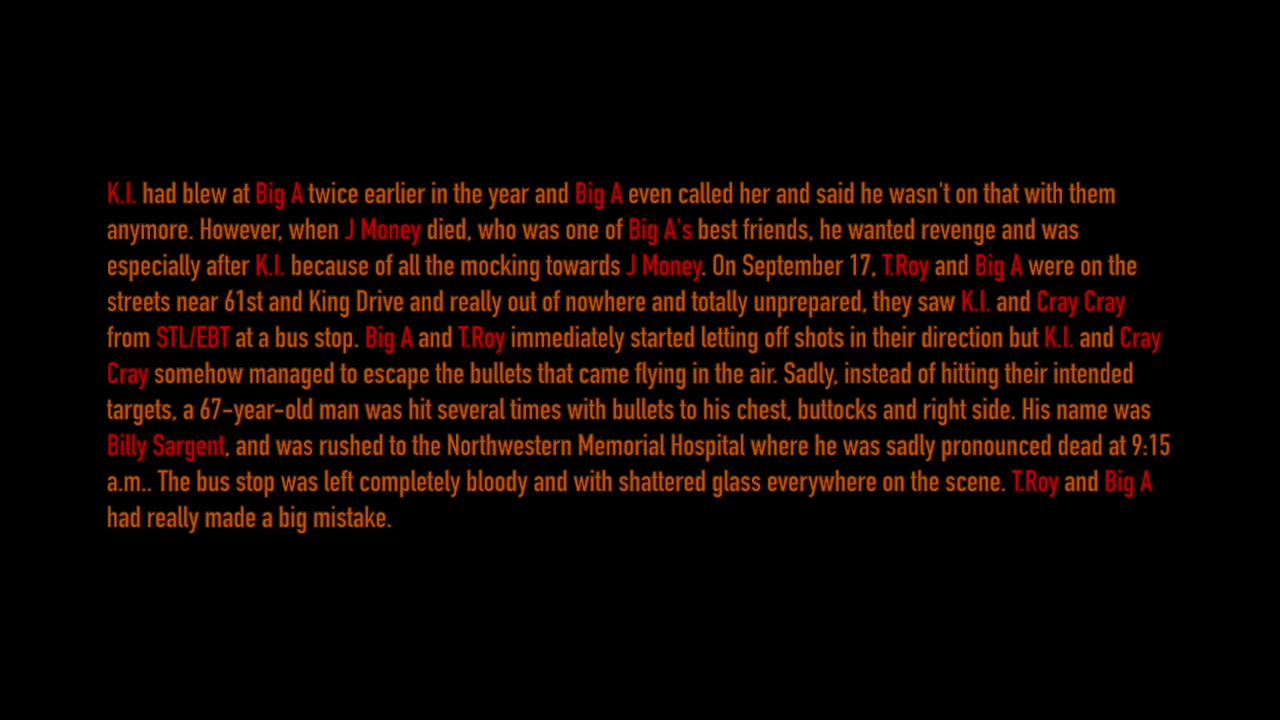 K.I. had blew at Big A twice earlier in the year and Big A even called her and said he wasn't on that with them
anymore. However, when J Money died, who was one of Big A's best friends, he wanted revenge and was
especially after K.I. because of all the mocking towards J Money. On September 17, T.Roy and Big A were on the
streets near 61st and King Drive and really out of nowhere and totally unprepared, they saw K.I. and Cray Cray
from STL/EBT at a bus stop. Big A and T.Roy immediately started letting off shots in their direction but K.I. and Cray
Cray somehow managed to escape the bullets that came flying in the air. Sadly, instead of hitting their intended
targets, a 67-year-old man was hit several times with bullets to his chest, buttocks and right side. His name was
Billy Sargent, and was rushed to the Northwestern Memorial Hospital where he was sadly pronounced dead at 9:15
a.m.. The bus stop was left completely bloody and with shattered glass everywhere on the scene. T.Roy and Big A
had really made a big mistake.